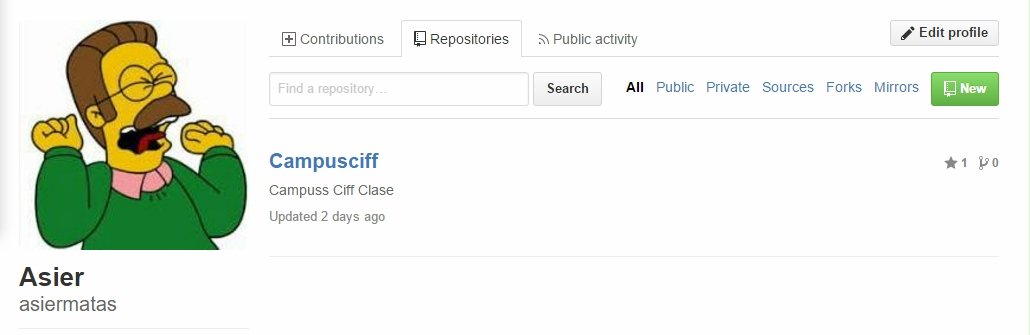 Contributions Repositories Public activity Edit profile
Find a repository... Search All Public Private Sources Forks Mirrors New
Campusciff 1 0
Campuss Ciff Clase
Updated 2 days ago
Asier
asiermatas